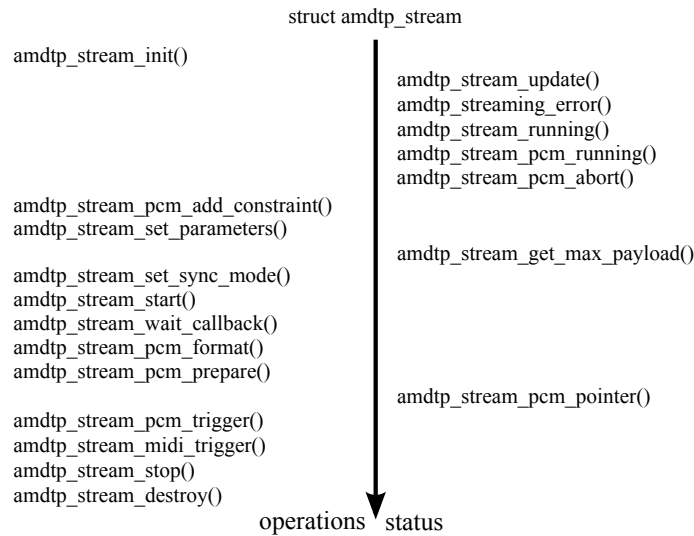 struct amdtp_stream
amdtp_stream_init()
amdtp_stream_update()
amdtp_streaming_error()
amdtp_stream_running()
amdtp_stream_pcm_running()
amdtp_stream_pcm_abort()
amdtp_stream_pcm_add_constraint()
amdtp_stream_set_parameters()
amdtp_stream_get_max_payload()
amdtp_stream_set_sync_mode()
amdtp_stream_start()
amdtp_stream_wait_callback()
amdtp_stream_pcm_format()
amdtp_stream_pcm_prepare()
amdtp_stream_pcm_pointer()
amdtp_stream_pcm_trigger()
amdtp_stream_midi_trigger()
amdtp_stream_stop()
amdtp_stream_destroy()
operations status